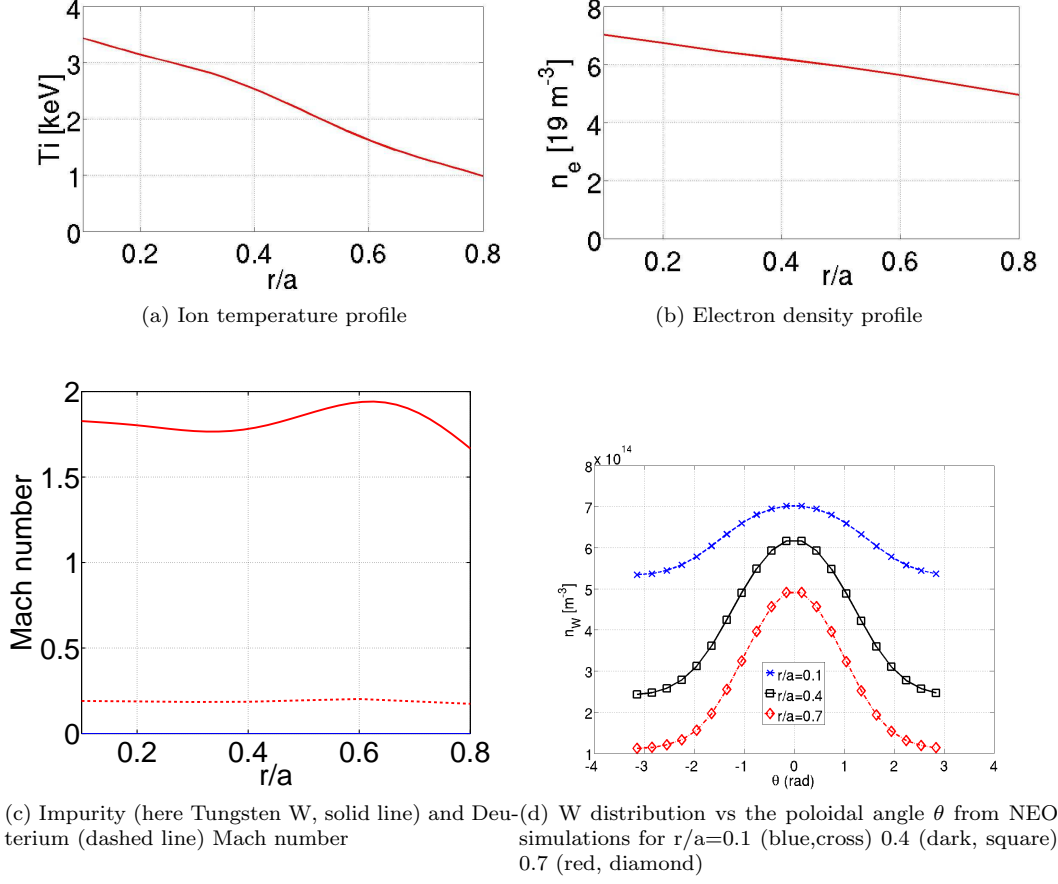 4
3
2
1
0
Ti [keV]
0.2 0.4 0.6 0.8
r/a
(a) Ion temperature profile
8
6
4
2
0
n_e [19 m^-3]
0.2 0.4 0.6 0.8
r/a
(b) Electron density profile
2
1.5
1
0.5
0
Mach number
0.2 0.4 0.6 0.8
r/a
(c) Impurity (here Tungsten W, solid line) and Deu-
terium (dashed line) Mach number
x 10^14
8
7
6
5
4
3
2
1
n_W [m^-3]
r/a=0.1
r/a=0.4
r/a=0.7
-4 -3 -2 -1 0 1 2 3 4
θ (rad)
(d) W distribution vs the poloidal angle θ from NEO
simulations for r/a=0.1 (blue,cross) 0.4 (dark, square)
0.7 (red, diamond)